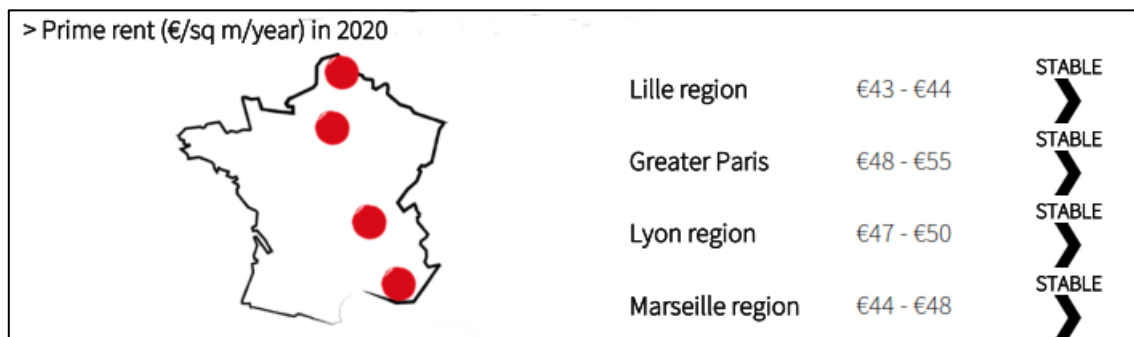 > Prime rent (€/sq m/year) in 2020
STABLE
Lille region €43 - €44
STABLE
Greater Paris €48 - €55
STABLE
Lyon region €47 - €50
STABLE
Marseille region €44 - €48